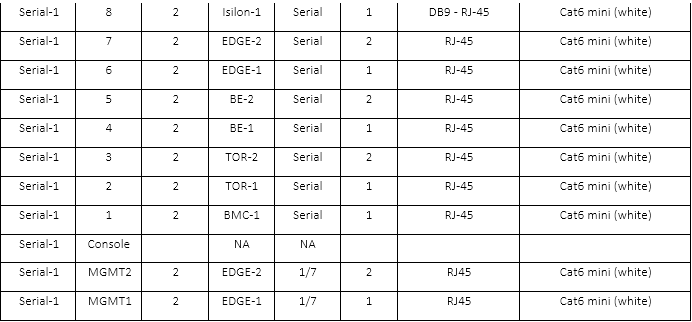 Serial-1 8 2 Isilon-1 Serial 1 DB9 - RJ-45 Cat6 mini (white)
Serial-1 7 2 EDGE-2 Serial 2 RJ-45 Cat6 mini (white)
Serial-1 6 2 EDGE-1 Serial 1 RJ-45 Cat6 mini (white)
Serial-1 5 2 BE-2 Serial 2 RJ-45 Cat6 mini (white)
Serial-1 4 2 BE-1 Serial 1 RJ-45 Cat6 mini (white)
Serial-1 3 2 TOR-2 Serial 2 RJ-45 Cat6 mini (white)
Serial-1 2 2 TOR-1 Serial 1 RJ-45 Cat6 mini (white)
Serial-1 1 2 BMC-1 Serial 1 RJ-45 Cat6 mini (white)
Serial-1 Console NA NA
Serial-1 MGMT2 2 EDGE-2 1/7 2 RJ45 Cat6 mini (white)
Serial-1 MGMT1 2 EDGE-1 1/7 1 RJ45 Cat6 mini (white)